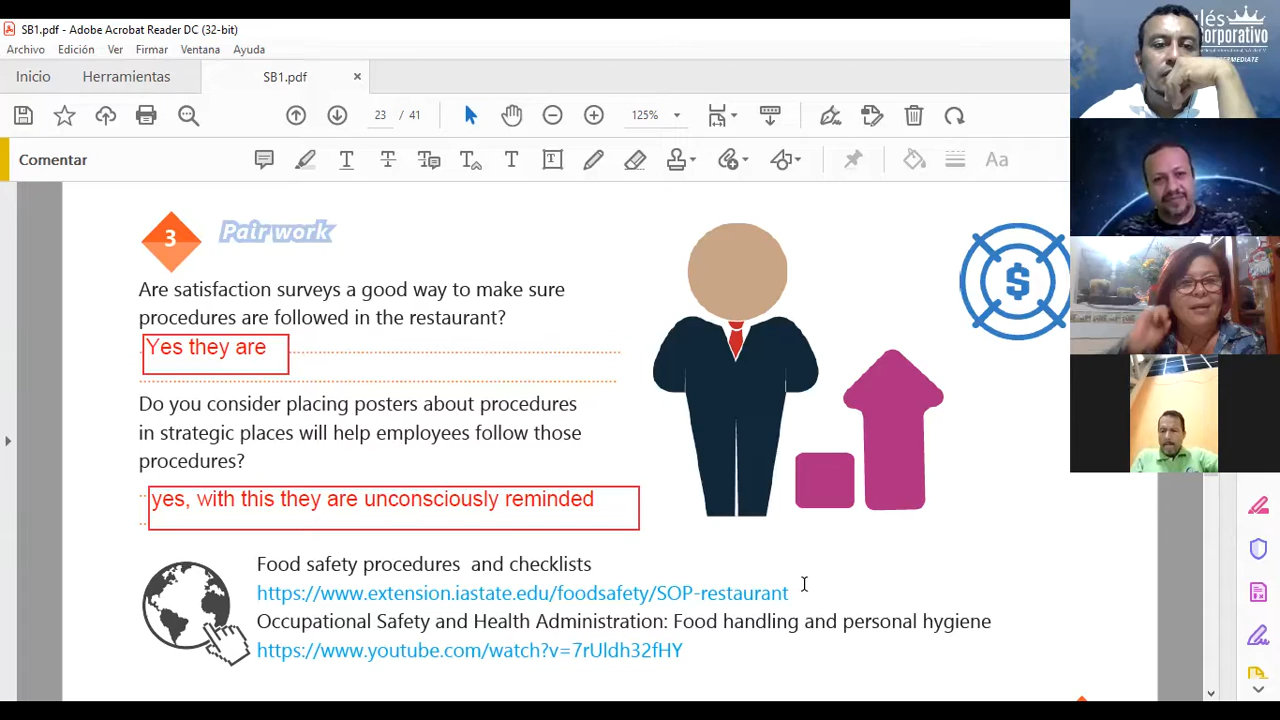 SB1.pdf - Adobe Acrobat Reader DC (32-bit)
Archivo Edición Ver Firmar Ventana Ayuda
Inicio Herramientas SB1.pdf ×
23 / 41 125%
Comentar
Aa
3 Pair work
Are satisfaction surveys a good way to make sure
procedures are followed in the restaurant?
Yes they are
Do you consider placing posters about procedures
in strategic places will help employees follow those
procedures?
yes, with this they are unconsciously reminded
$
Food safety procedures and checklists
https://www.extension.iastate.edu/foodsafety/SOP-restaurant
Occupational Safety and Health Administration: Food handling and personal hygiene
https://www.youtube.com/watch?v=7rUldh32fHY
lés
orporativo